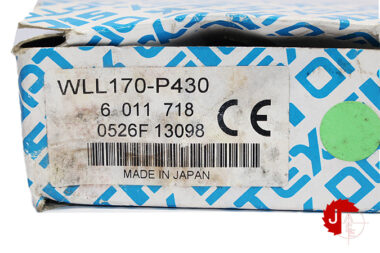 WLL170-P430
6 011 718
0526F 13098
CE
MADE IN JAPAN